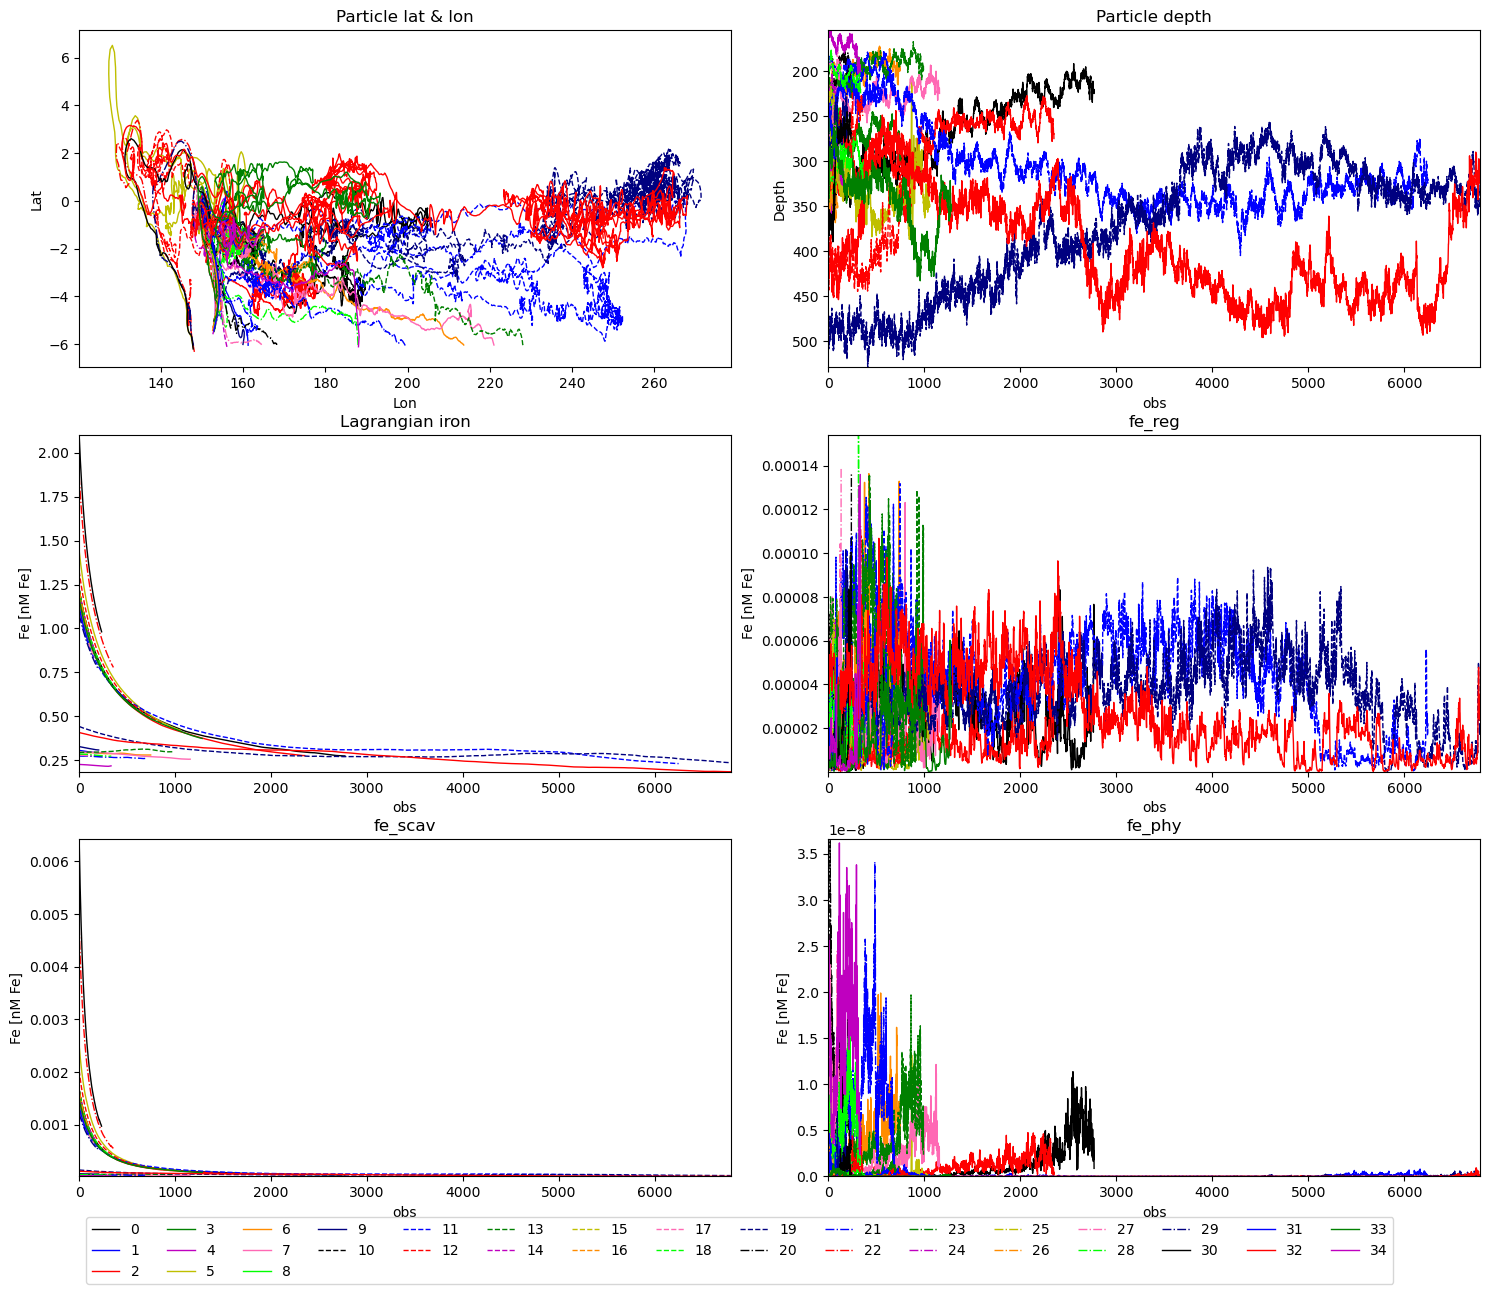 Particle lat & lon
6
4
2
0
−2
−4
−6
Lat
140 160 180 200 220 240 260
Lon
Particle depth
200
250
300
350
400
450
500
Depth
0 1000 2000 3000 4000 5000 6000
obs
Lagrangian iron
2.00
1.75
1.50
1.25
1.00
0.75
0.50
0.25
Fe [nM Fe]
0 1000 2000 3000 4000 5000 6000
obs
fe_reg
0.00014
0.00012
0.00010
0.00008
0.00006
0.00004
0.00002
Fe [nM Fe]
0 1000 2000 3000 4000 5000 6000
obs
fe_scav
0.006
0.005
0.004
0.003
0.002
0.001
Fe [nM Fe]
0 1000 2000 3000 4000 5000 6000
obs
fe_phy
1e−8
3.5
3.0
2.5
2.0
1.5
1.0
0.5
0.0
Fe [nM Fe]
0 1000 2000 3000 4000 5000 6000
obs
0 3 6 9 11 13 15 17 19 21 23 25 27 29 31 33
1 4 7 10 12 14 16 18 20 22 24 26 28 30 32 34
2 5 8